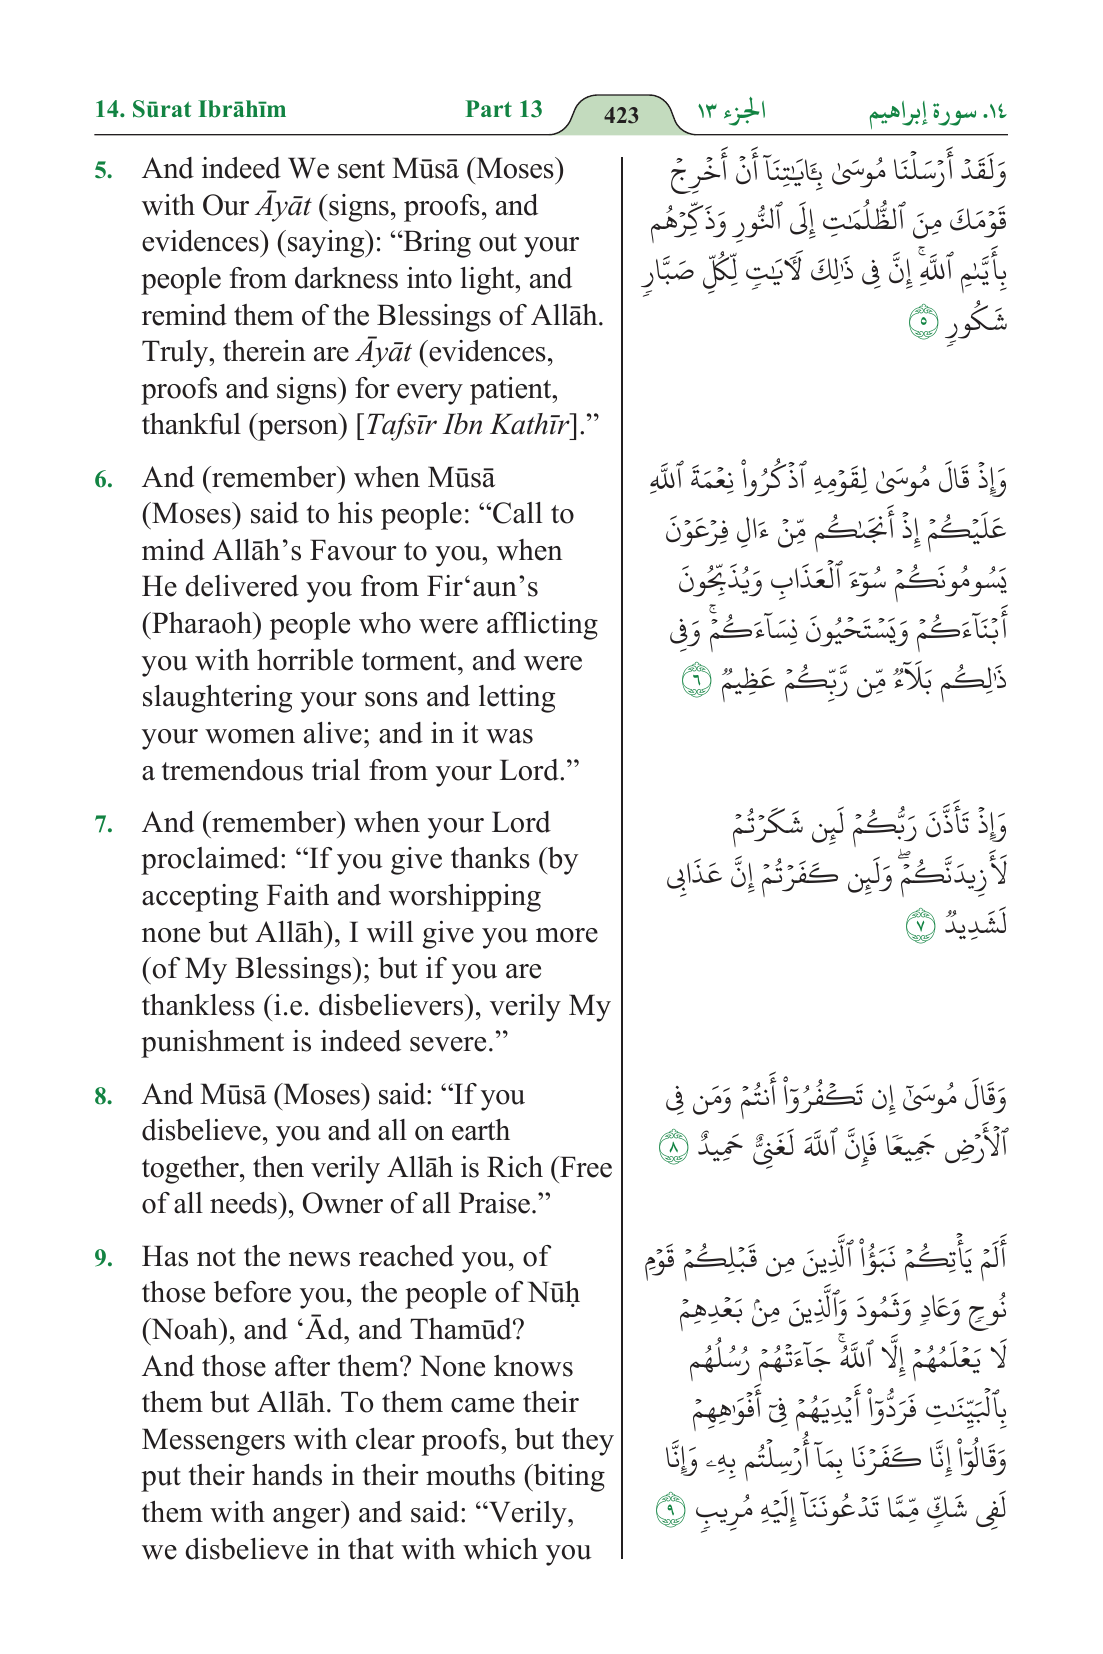 14. Sūrat Ibrāhīm Part 13 423 الجزء ١٣ ١٤. سورة إبراهيم
5. And indeed We sent Mūsā (Moses)
with Our Āyāt (signs, proofs, and
evidences) (saying): “Bring out your
people from darkness into light, and
remind them of the Blessings of Allāh.
Truly, therein are Āyāt (evidences,
proofs and signs) for every patient,
thankful (person) [Tafsīr Ibn Kathīr].”
وَلَقَدۡ أَرۡسَلۡنَا مُوسَىٰ بِـَٔايَـٰتِنَآ أَنۡ أَخۡرِجۡ
قَوۡمَكَ مِنَ ٱلظُّلُمَـٰتِ إِلَى ٱلنُّورِ وَذَكِّرۡهُم
بِأَيَّىٰمِ ٱللَّهِۚ إِنَّ فِى ذَٰلِكَ لَـَٔايَـٰتٍ لِّكُلِّ صَبَّارٍ
شَكُورٍ ٥
6. And (remember) when Mūsā
(Moses) said to his people: “Call to
mind Allāh’s Favour to you, when
He delivered you from Fir‘aun’s
(Pharaoh) people who were afflicting
you with horrible torment, and were
slaughtering your sons and letting
your women alive; and in it was
a tremendous trial from your Lord.”
وَإِذۡ قَالَ مُوسَىٰ لِقَوۡمِهِ ٱذۡكُرُواْ نِعۡمَةَ ٱللَّهِ
عَلَيۡكُمۡ إِذۡ أَنجَىٰكُم مِّنۡ ءَالِ فِرۡعَوۡنَ
يَسُومُونَكُمۡ سُوٓءَ ٱلۡعَذَابِ وَيُذَبِّحُونَ
أَبۡنَآءَكُمۡ وَيَسۡتَحۡيُونَ نِسَآءَكُمۡۚ وَفِى
ذَٰلِكُم بَلَآءٌ مِّن رَّبِّكُمۡ عَظِيمٌ ٦
7. And (remember) when your Lord
proclaimed: “If you give thanks (by
accepting Faith and worshipping
none but Allāh), I will give you more
(of My Blessings); but if you are
thankless (i.e. disbelievers), verily My
punishment is indeed severe.”
وَإِذۡ تَأَذَّنَ رَبُّكُمۡ لَئِن شَكَرۡتُمۡ
لَأَزِيدَنَّكُمۡۖ وَلَئِن كَفَرۡتُمۡ إِنَّ عَذَابِى
لَشَدِيدٌ ٧
8. And Mūsā (Moses) said: “If you
disbelieve, you and all on earth
together, then verily Allāh is Rich (Free
of all needs), Owner of all Praise.”
وَقَالَ مُوسَىٰٓ إِن تَكۡفُرُوٓاْ أَنتُمۡ وَمَن فِى
ٱلۡأَرۡضِ جَمِيعًا فَإِنَّ ٱللَّهَ لَغَنِىٌّ حَمِيدٌ ٨
9. Has not the news reached you, of
those before you, the people of Nūḥ
(Noah), and ‘Ād, and Thamūd?
And those after them? None knows
them but Allāh. To them came their
Messengers with clear proofs, but they
put their hands in their mouths (biting
them with anger) and said: “Verily,
we disbelieve in that with which you
أَلَمۡ يَأۡتِكُمۡ نَبَؤُاْ ٱلَّذِينَ مِن قَبۡلِكُمۡ قَوۡمِ
نُوحٍ وَعَادٍ وَثَمُودَ وَٱلَّذِينَ مِنۢ بَعۡدِهِمۡ
لَا يَعۡلَمُهُمۡ إِلَّا ٱللَّهُۚ جَآءَتۡهُمۡ رُسُلُهُم
بِٱلۡبَيِّنَـٰتِ فَرَدُّوٓاْ أَيۡدِيَهُمۡ فِىٓ أَفۡوَٰهِهِمۡ
وَقَالُوٓاْ إِنَّا كَفَرۡنَا بِمَآ أُرۡسِلۡتُم بِهِۦ وَإِنَّا
لَفِى شَكٍّ مِّمَّا تَدۡعُونَنَآ إِلَيۡهِ مُرِيبٍ ٩